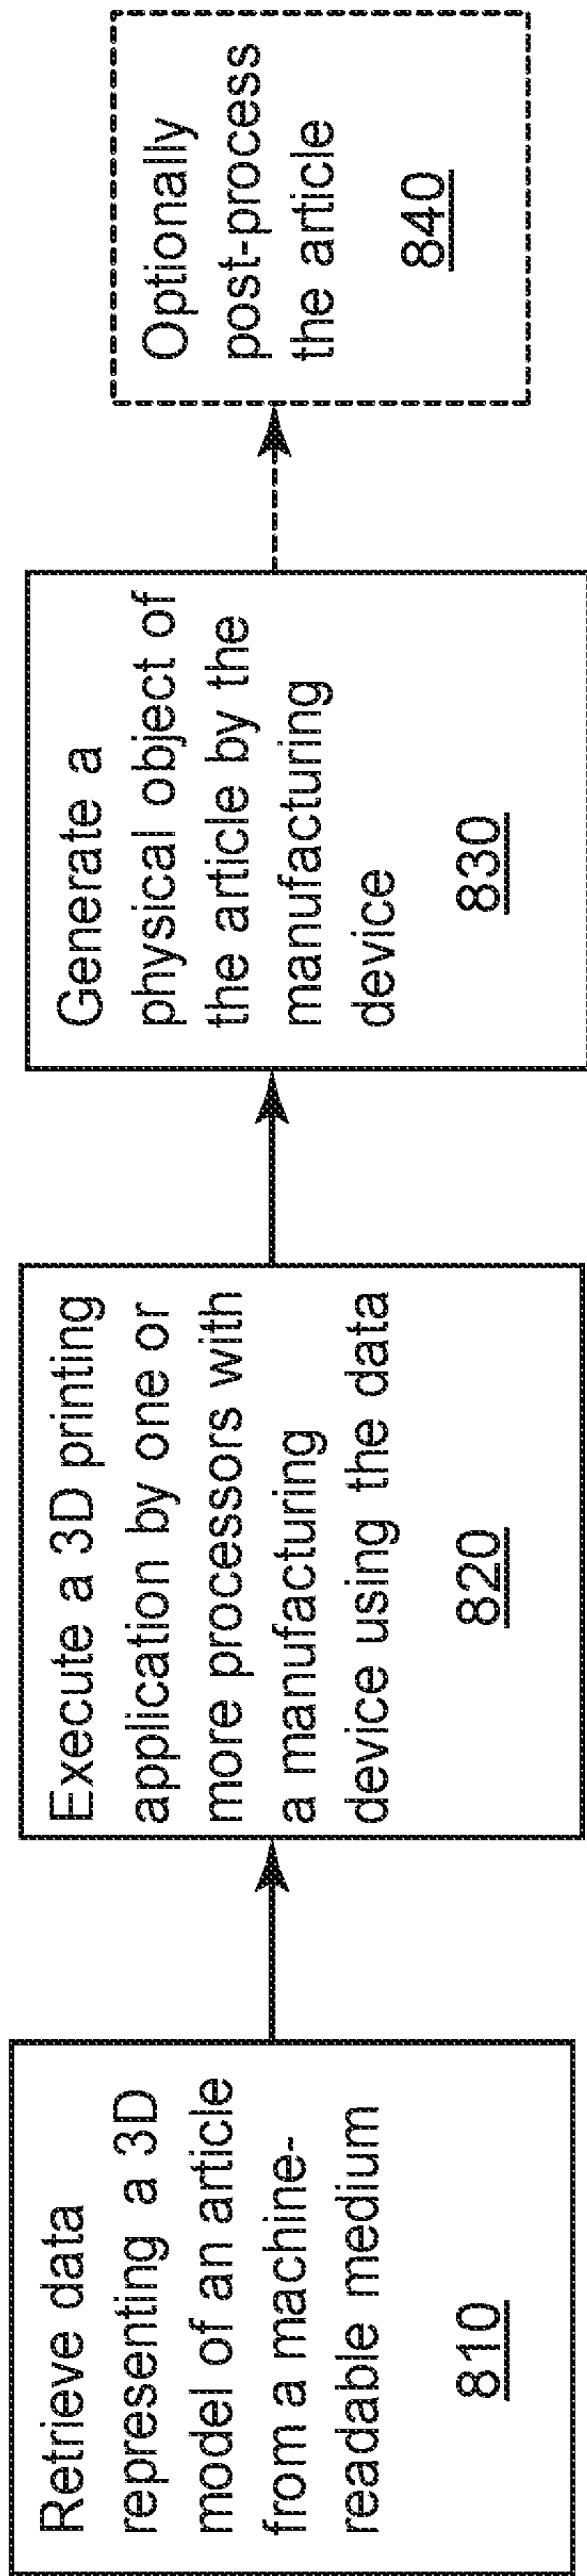 Retrieve data
representing a 3D
model of an article
from a machine-
readable medium
810
Execute a 3D printing
application by one or
more processors with
a manufacturing
device using the data
820
Generate a
physical object of
the article by the
manufacturing
device
830
Optionally
post-process
the article
840